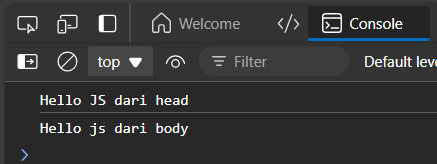 Welcome
Console
top
Filter
Default leve
Hello JS dari head
Hello js dari body